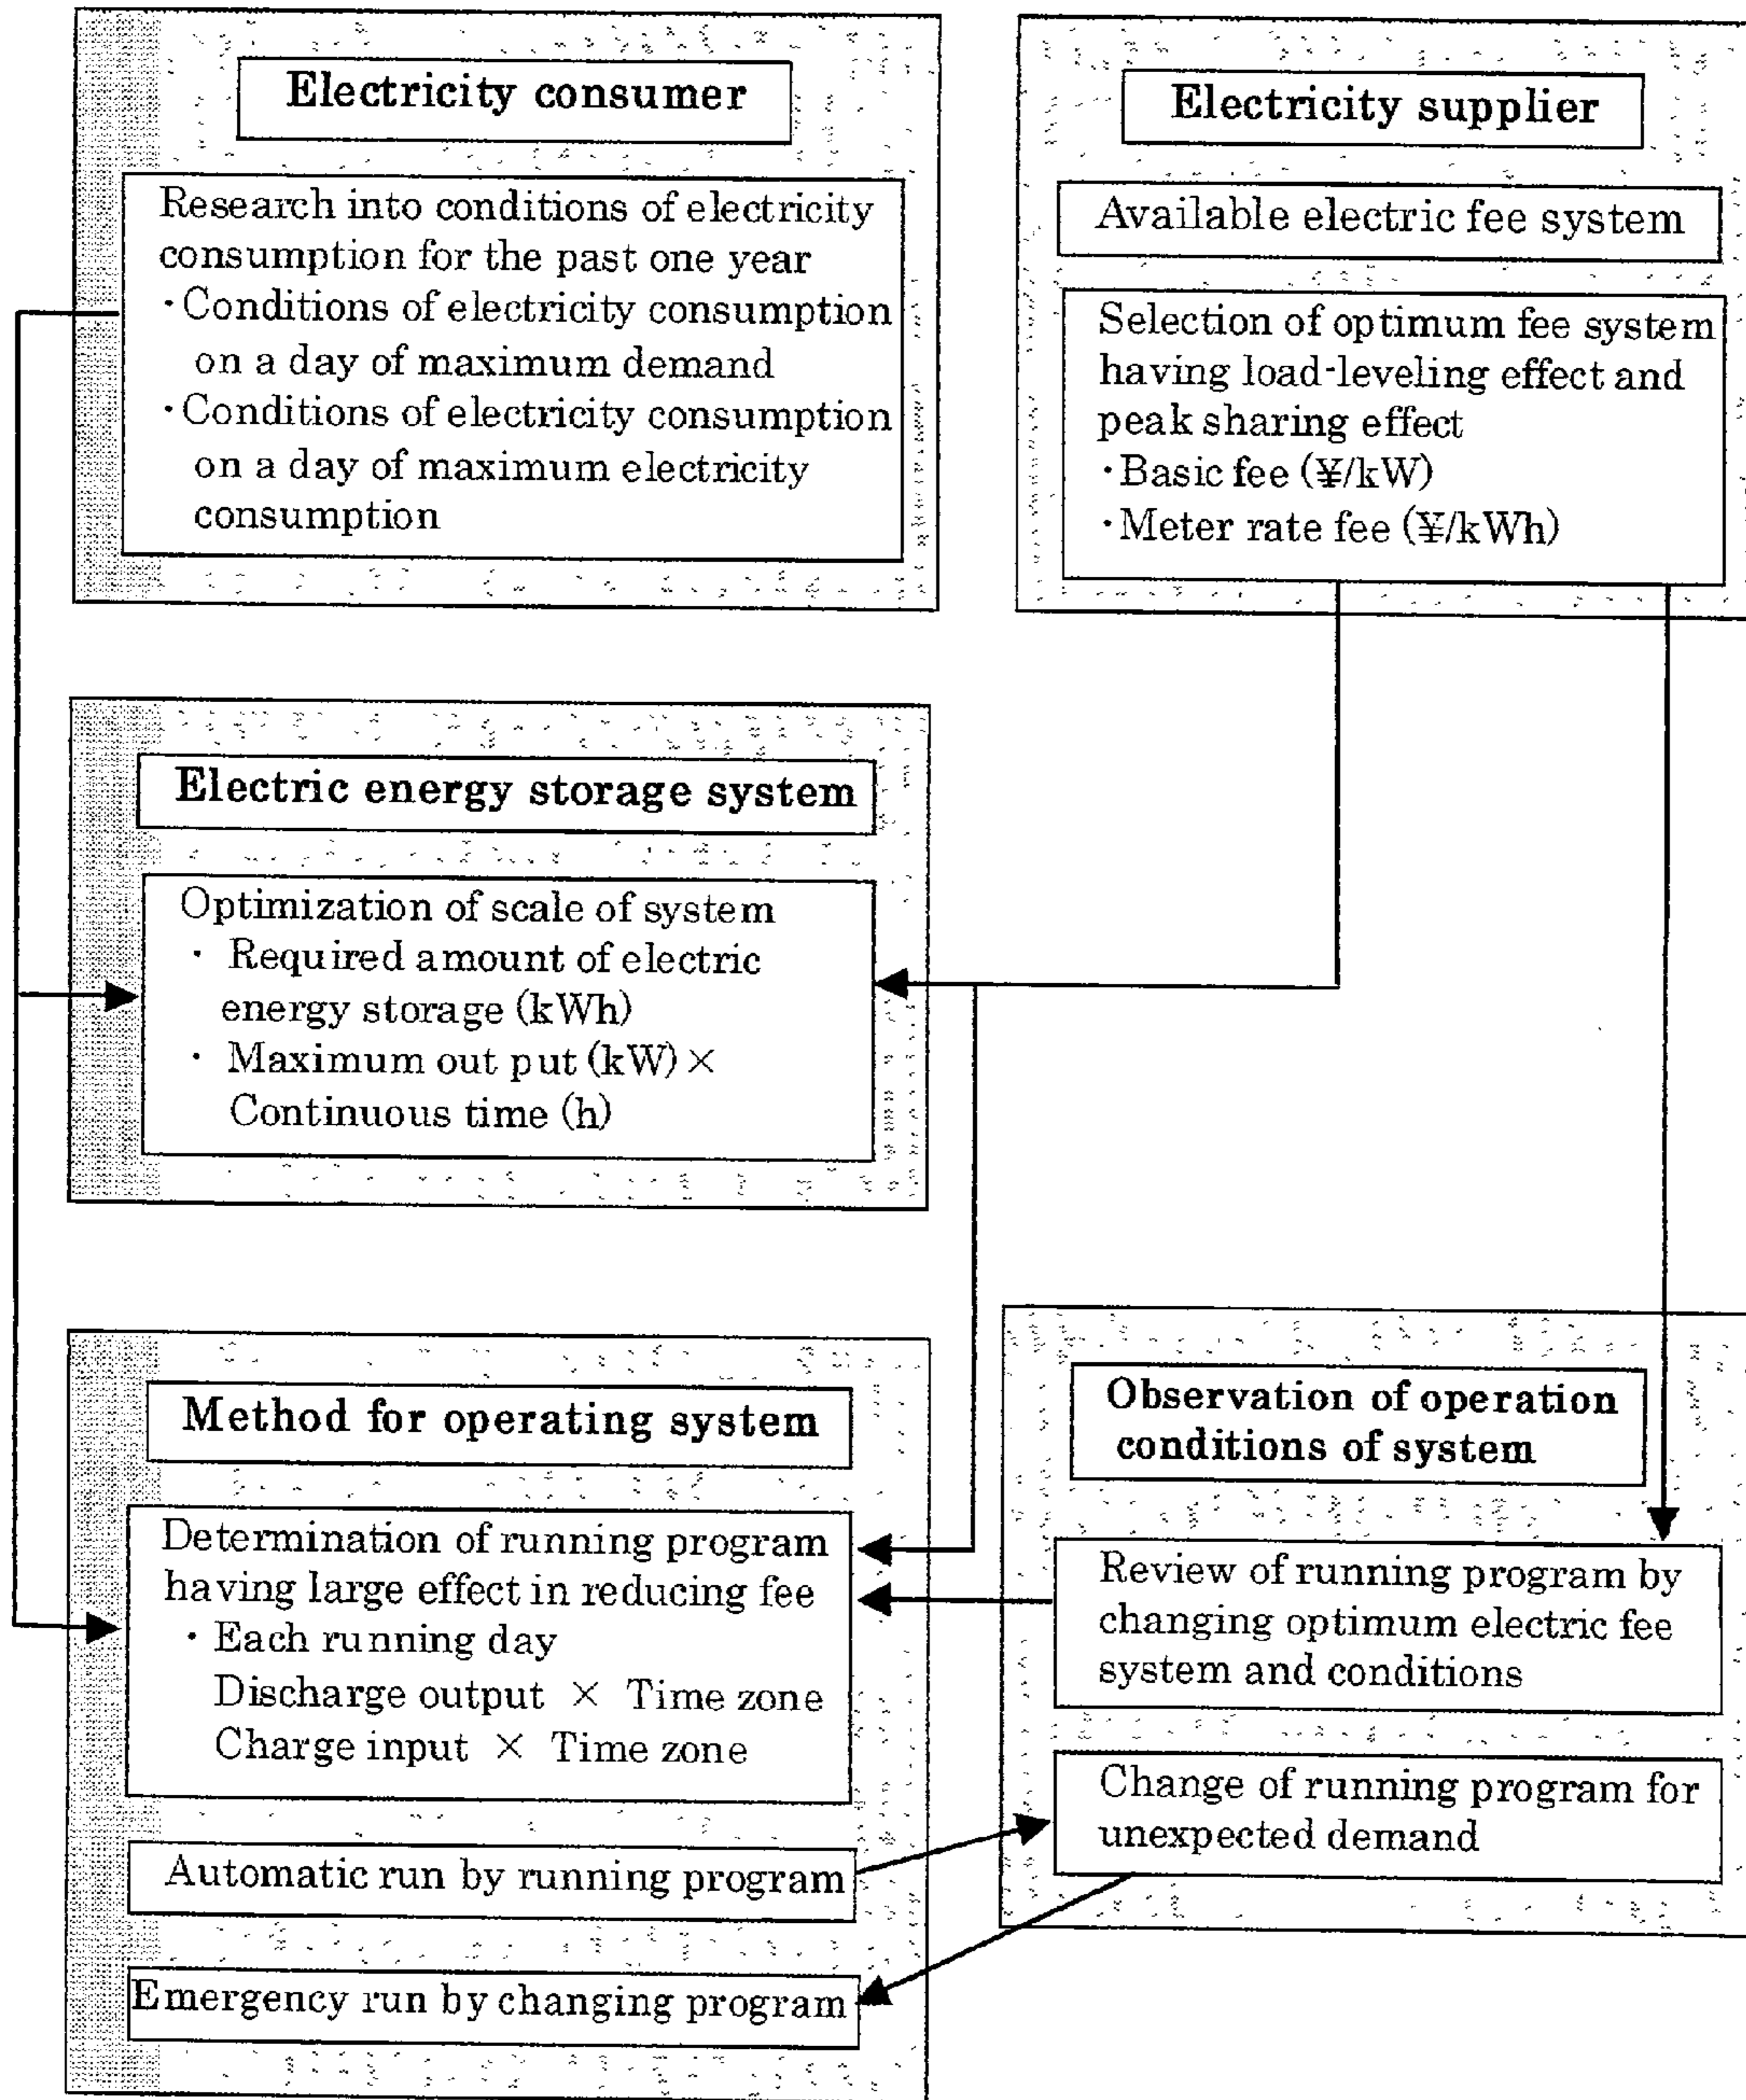 Electricity consumer
Research into conditions of electricity
consumption for the past one year
・Conditions of electricity consumption
on a day of maximum demand
・Conditions of electricity consumption
on a day of maximum electricity
consumption
Electricity supplier
Available electric fee system
Selection of optimum fee system
having load-leveling effect and
peak sharing effect
・Basic fee (¥/kW)
・Meter rate fee (¥/kWh)
Electric energy storage system
Optimization of scale of system
・ Required amount of electric
energy storage (kWh)
・ Maximum out put (kW) ×
Continuous time (h)
Method for operating system
Determination of running program
having large effect in reducing fee
・ Each running day
Discharge output × Time zone
Charge input × Time zone
Automatic run by running program
Emergency run by changing program
Observation of operation
conditions of system
Review of running program by
changing optimum electric fee
system and conditions
Change of running program for
unexpected demand